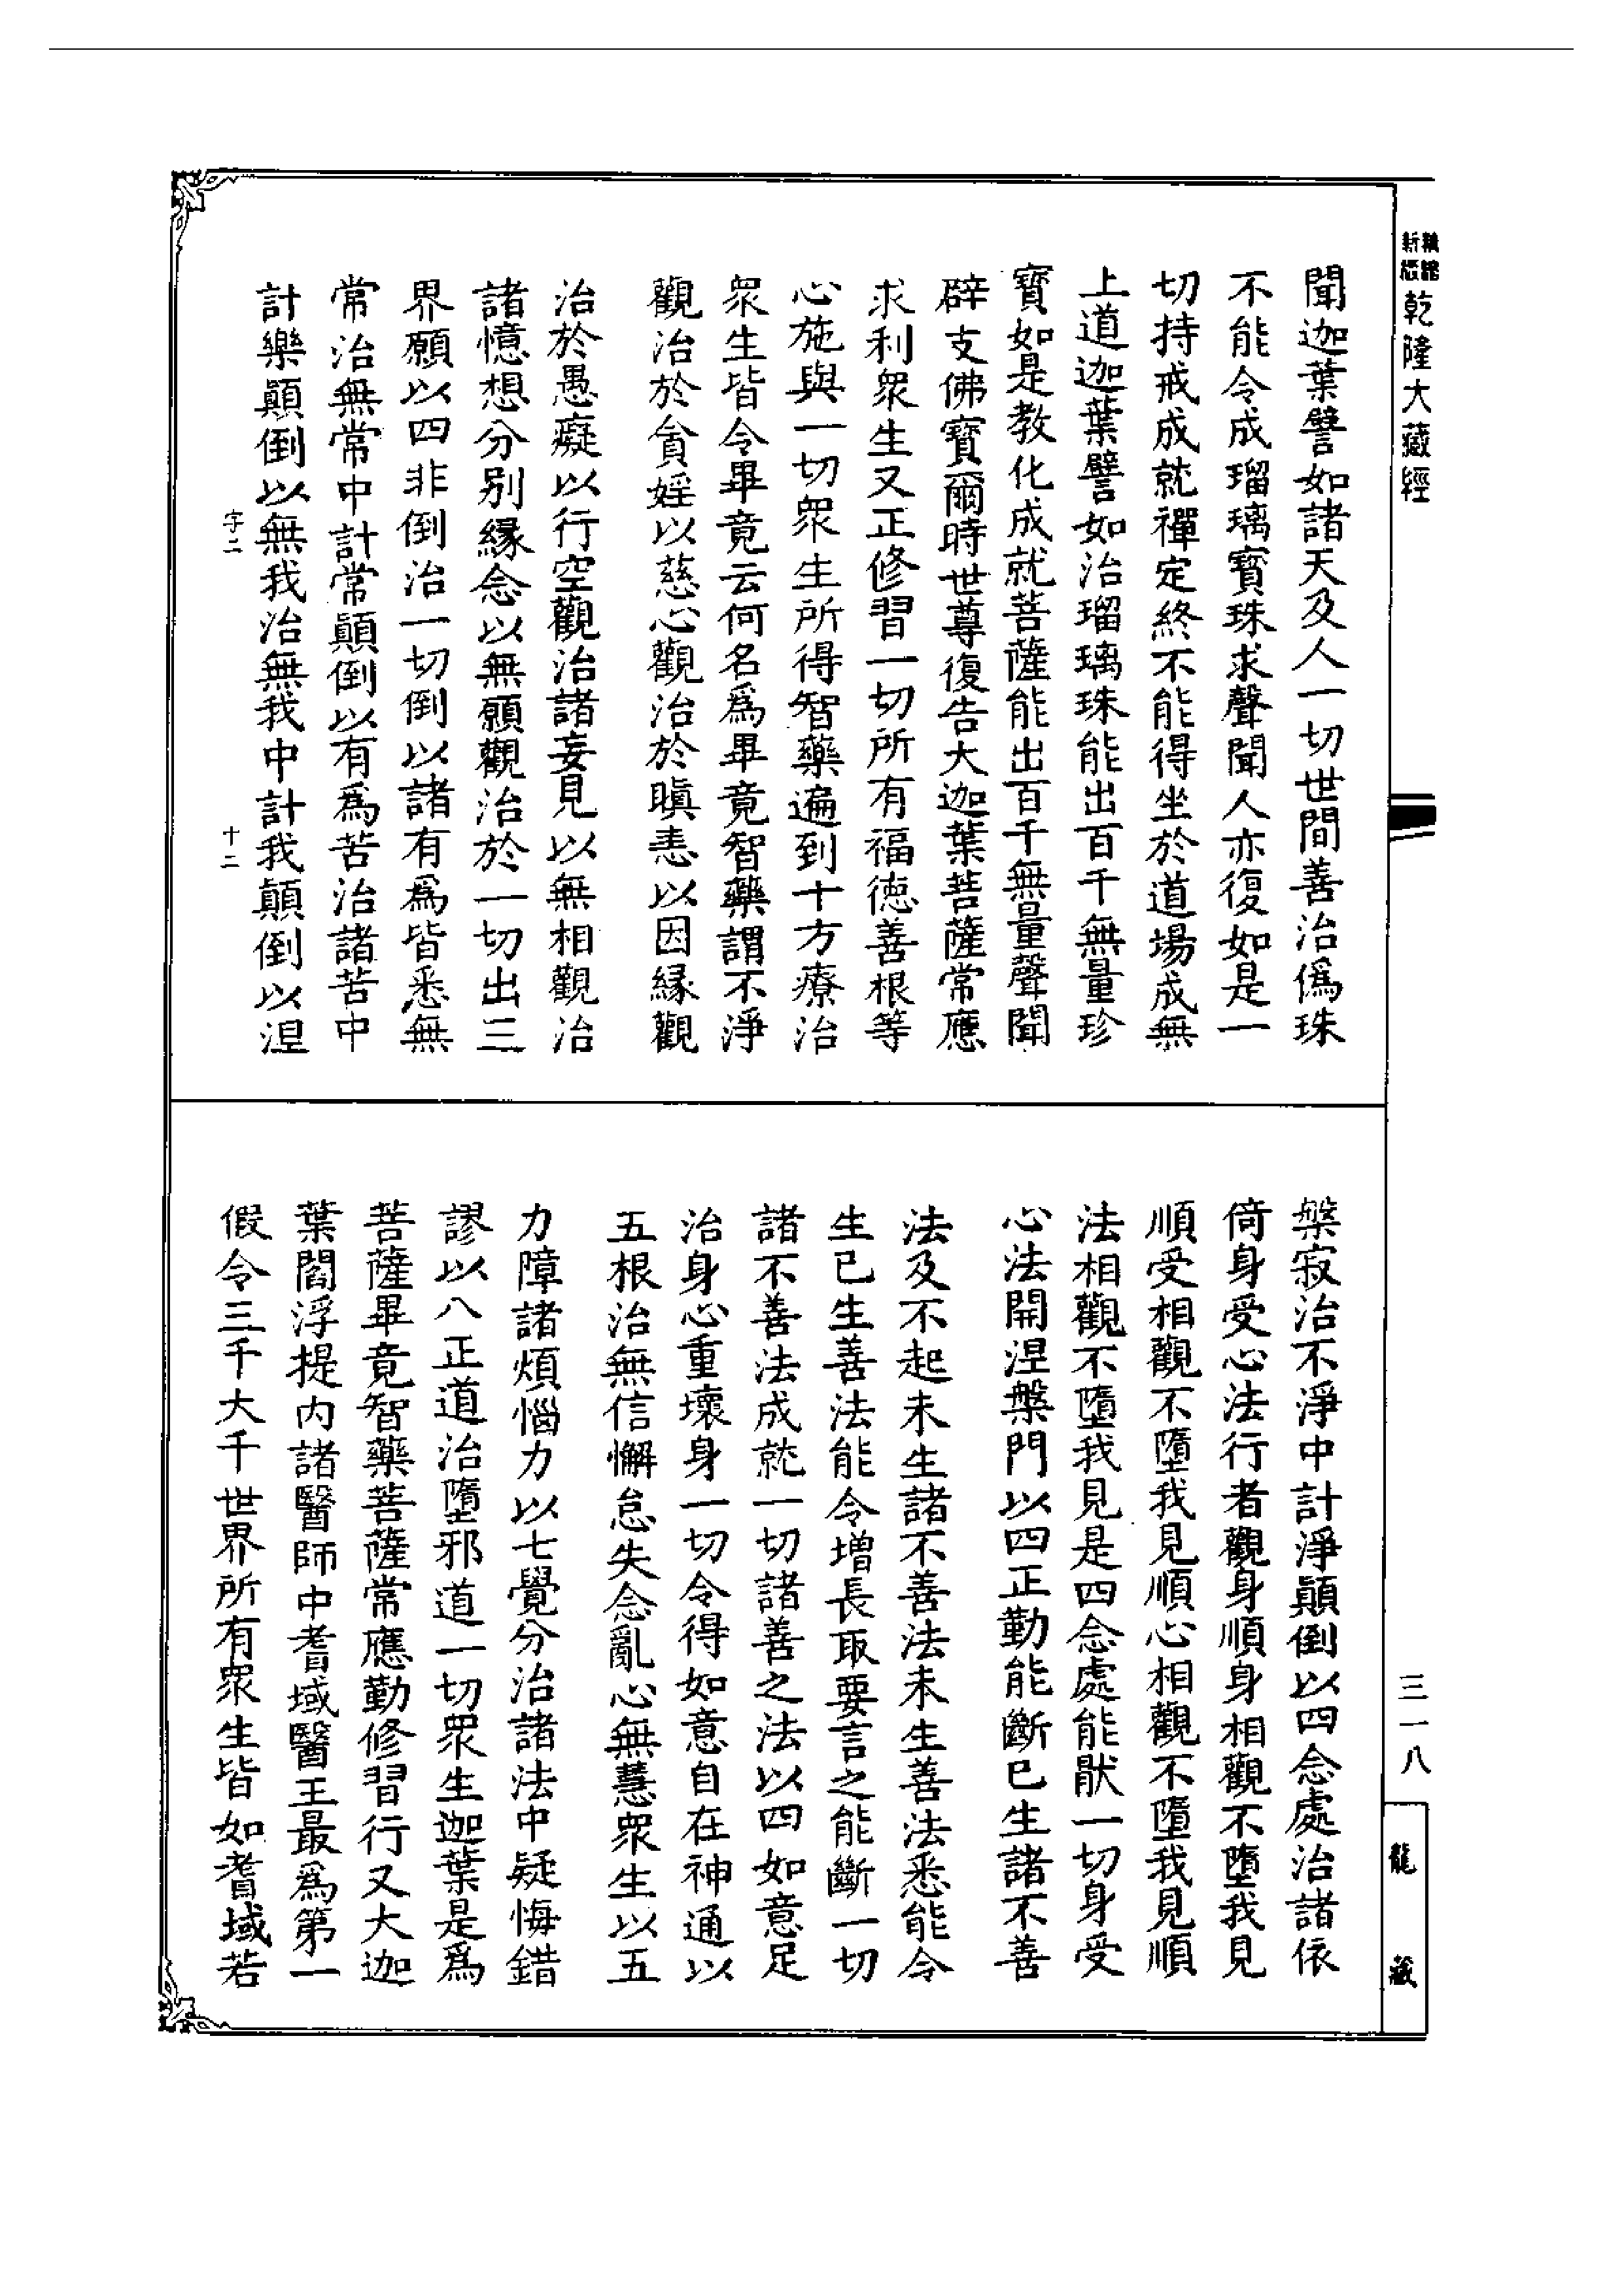 乾隆大藏經
聞迦葉譬如諸天及人一切世間善治僞珠
不能令成瑠璃寶珠求聲聞人亦復如是一
切持戒成就禪定終不能得坐於道場成無
上道迦葉譬如治瑠璃珠能出百千無量珍
寶如是教化成就菩薩能出百千無量聲聞
辟支佛寶爾時世尊復告大迦葉菩薩常應
求利衆生又正修習一切所有福德善根等
心施與一切衆生所得智藥遍到十方療治
衆生皆令畢竟云何名爲畢竟智藥謂不淨
觀治於貪婬以慈心觀治於瞋恚以因縁觀
治於愚癡以行空觀治諸妄見以無相觀治
諸憶想分別縁念以無願觀治於一切出三
界願以四非倒治一切倒以諸有爲皆悉無
常治無常中計常顛倒以有爲苦治諸苦中
計樂顛倒以無我治無我中計我顛倒以涅
字二
十二
槃寂治不淨中計淨顛倒以四念處治諸依
倚身受心法行者觀身順身相觀不墮我見
順受相觀不墮我見順心相觀不墮我見順
法相觀不墮我見是四念處能猒一切身受
心法開涅槃門以四正勤能斷已生諸不善
法及不起未生諸不善法未生善法悉能令
生已生善法能令增長取要言之能斷一切
諸不善法成就一切諸善之法以四如意足
治身心重壞身一切令得如意自在神通以
五根治無信懈怠失念亂心無慧衆生以五
力障諸煩惱力以七覺分治諸法中疑悔錯
謬以八正道治墮邪道一切衆生迦葉是爲
菩薩畢竟智藥菩薩常應勤修習行又大迦
葉閻浮提内諸醫師中耆域醫王最爲第一
假令三千大千世界所有衆生皆如耆域若
三一八
龍藏